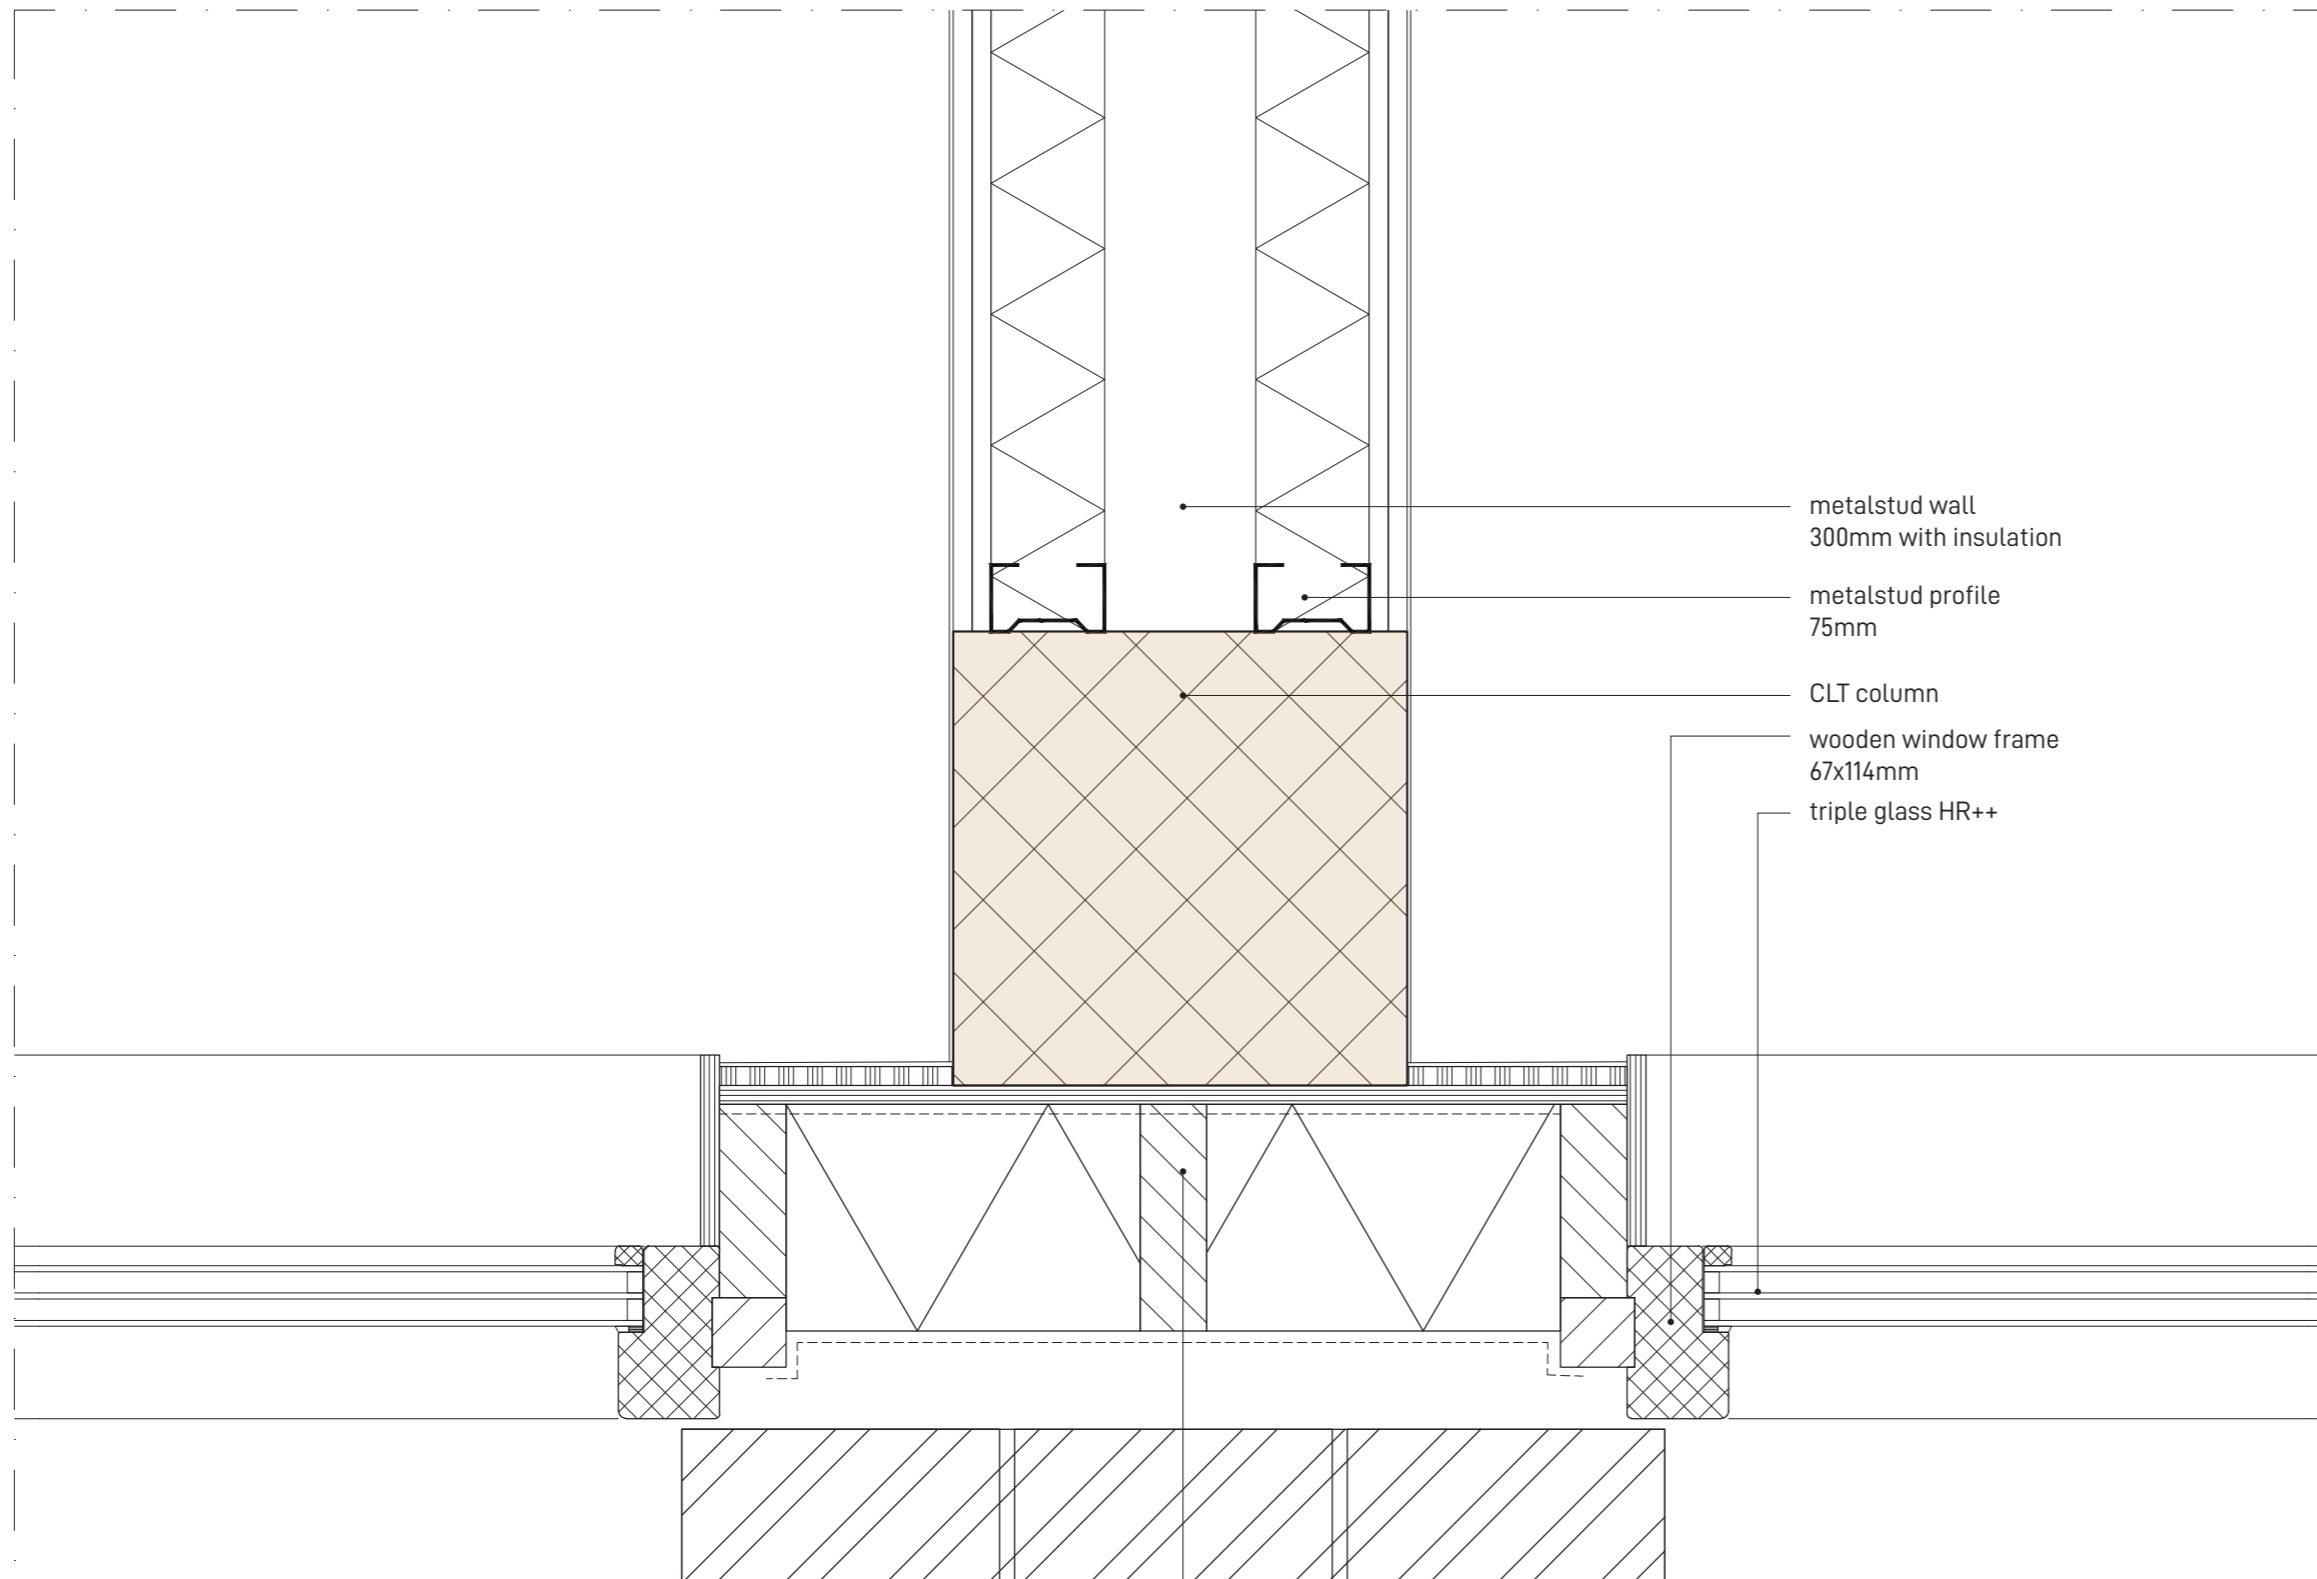 metalstud wall
300mm with insulation
metalstud profile
75mm
CLT column
wooden window frame
67x114mm
triple glass HR++